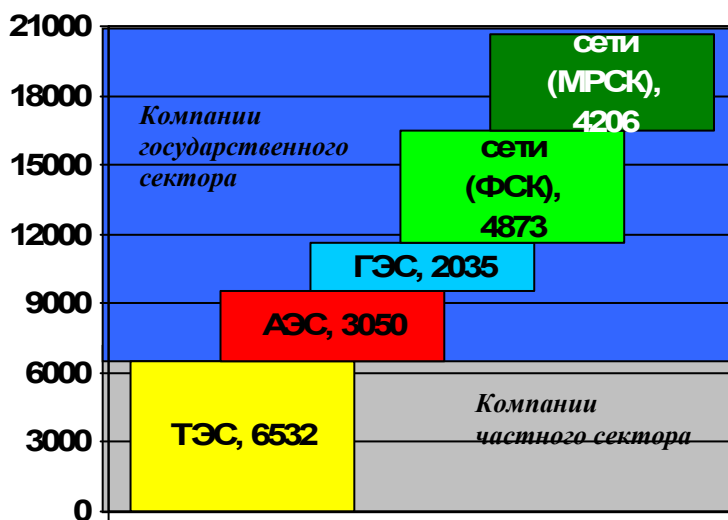 21000
18000
15000
12000
9000
6000
3000
0
Компании
государственного
сектора
сети
(МРСК),
4206
сети
(ФСК),
4873
ГЭС, 2035
АЭС, 3050
ТЭС, 6532
Компании
частного сектора